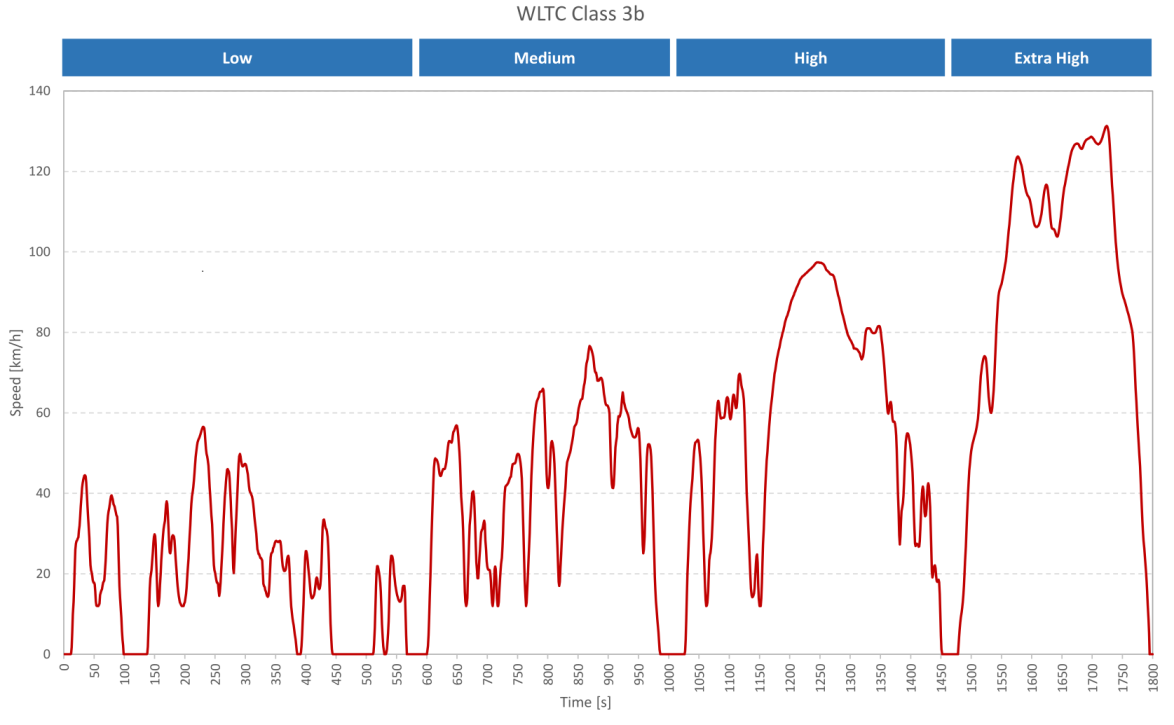 WLTC Class 3b
Low Medium High Extra High
Speed [km/h]
140
120
100
80
60
40
20
0
0 50 100 150 200 250 300 350 400 450 500 550 600 650 700 750 800 850 900 950 1000 1050 1100 1150 1200 1250 1300 1350 1400 1450 1500 1550 1600 1650 1700 1750 1800
Time [s]